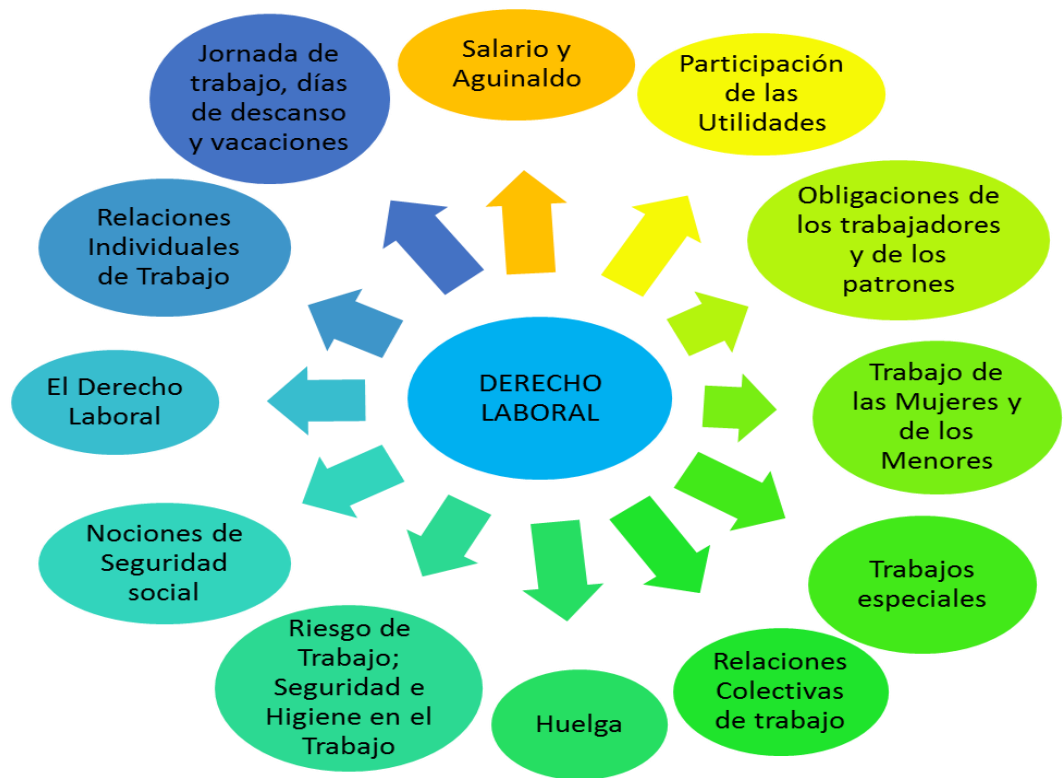 Jornada de
trabajo, días
de descanso
y vacaciones
Salario y
Aguinaldo
Participación
de las
Utilidades
Obligaciones de
los trabajadores
y de los
patrones
Trabajo de
las Mujeres y
de los
Menores
Trabajos
especiales
Relaciones
Colectivas
de trabajo
Huelga
Riesgo de
Trabajo;
Seguridad e
Higiene en el
Trabajo
Nociones de
Seguridad
social
El Derecho
Laboral
Relaciones
Individuales
de Trabajo
DERECHO
LABORAL